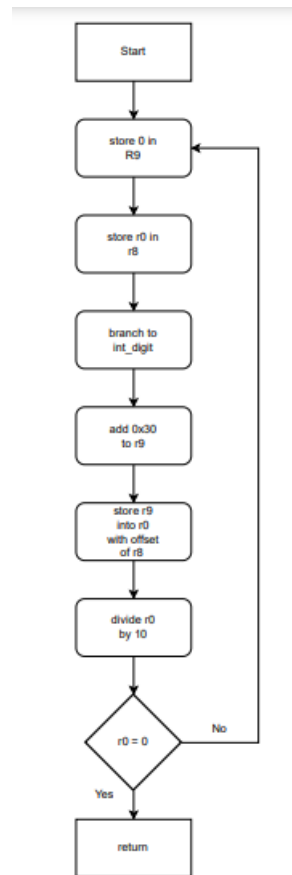 Start
store 0 in
R9
store r0 in
r8
branch to
int_digit
add 0x30
to r9
store r9
into r0
with offset
of r8
divide r0
by 10
r0 = 0
No
Yes
return